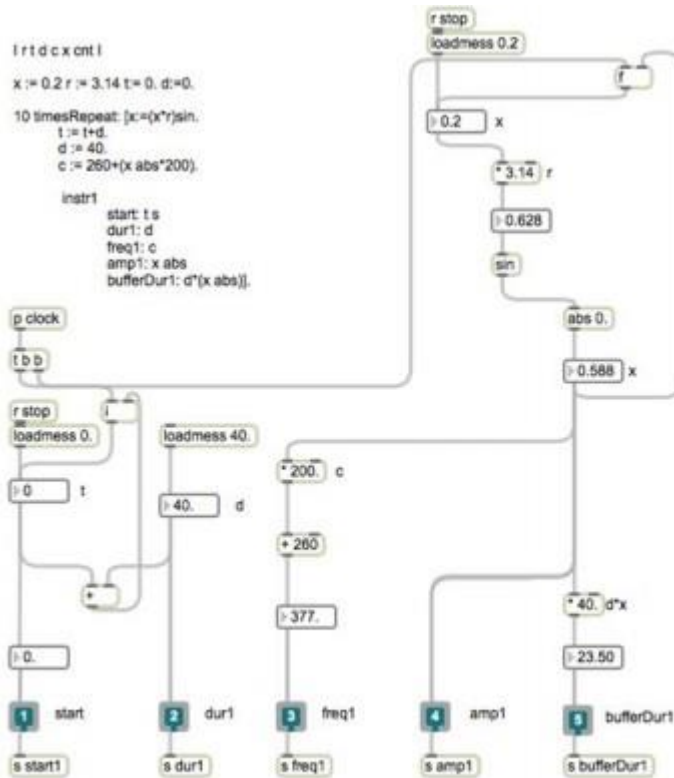 | r t d c x cnt |
x := 0.2 r := 3.14 t:= 0. d:=0.
10 timesRepeat: [x:=(x*r)sin.
t := t+d.
d := 40.
c := 260+(x abs*200).
instr1
start: t s
dur1: d
freq1: c
amp1: x abs
bufferDur1: d*(x abs)].
r stop
loadmess 0.2
f
0.2 x
* 3.14 r
0.628
sin
abs 0.
0.588 x
p clock
t b b
i
r stop
loadmess 0.
loadmess 40.
0 t
40. d
+
* 200. c
+ 260
377.
* 40. d*x
0.
23.50
1 start
2 dur1
3 freq1
4 amp1
5 bufferDur1
s start1
s dur1
s freq1
s amp1
s bufferDur1